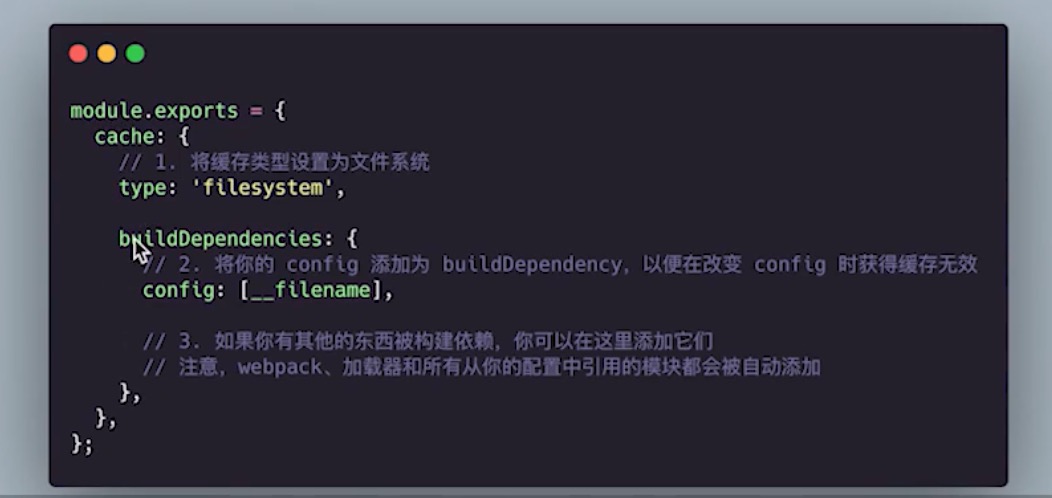 module.exports = {
  cache: {
    // 1. 将缓存类型设置为文件系统
    type: 'filesystem',

    buildDependencies: {
      // 2. 将你的 config 添加为 buildDependency，以便在改变 config 时获得缓存无效
      config: [__filename],

      // 3. 如果你有其他的东西被构建依赖，你可以在这里添加它们
      // 注意，webpack、加载器和所有从你的配置中引用的模块都会被自动添加
    },
  },
};